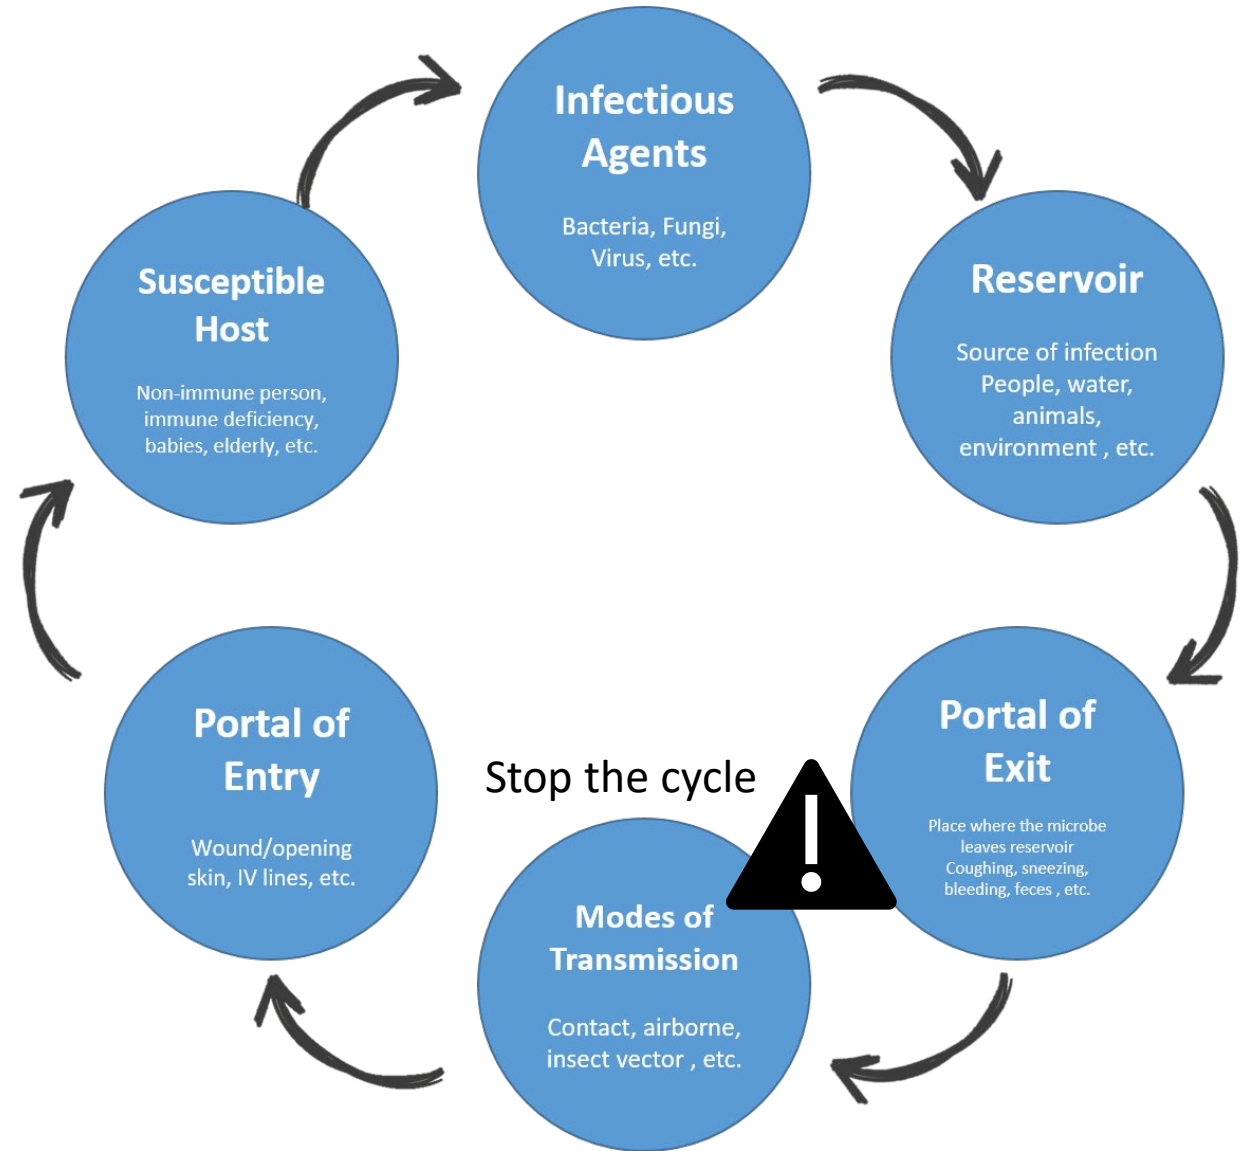 Infectious
Agents
Bacteria, Fungi,
Virus, etc.
Reservoir
Source of infection
People, water,
animals,
environment , etc.
Portal of
Exit
Place where the microbe
leaves reservoir
Coughing, sneezing,
bleeding, feces , etc.
Stop the cycle
Modes of
Transmission
Contact, airborne,
insect vector , etc.
Portal of
Entry
Wound/opening
skin, IV lines, etc.
Susceptible
Host
Non-immune person,
immune deficiency,
babies, elderly, etc.